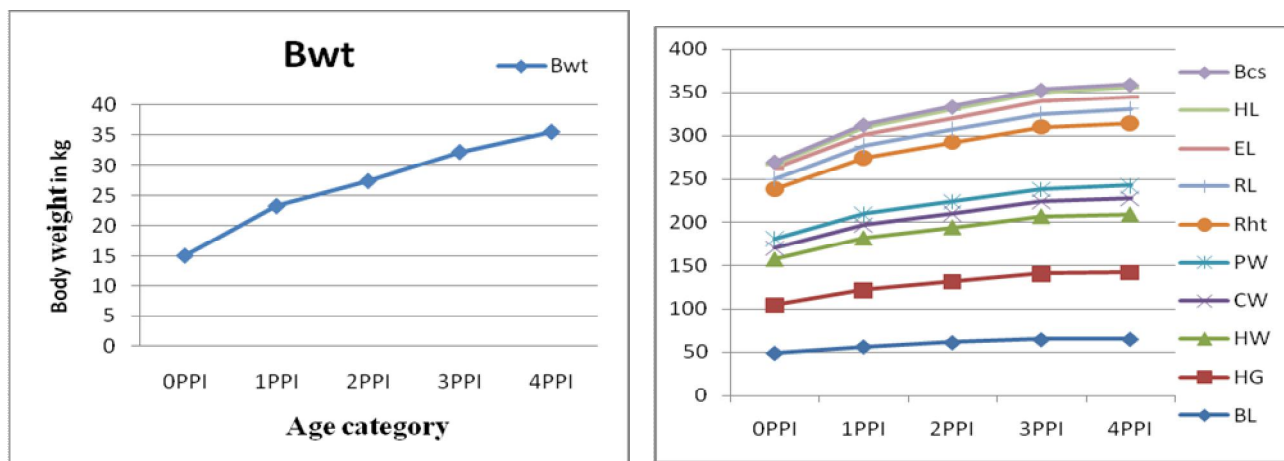 Bwt
Bwt
40
35
30
25
20
15
10
5
0
Body weight in kg
0PPI 1PPI 2PPI 3PPI 4PPI
Age category
400
350
300
250
200
150
100
50
0
0PPI 1PPI 2PPI 3PPI 4PPI
Bcs
HL
EL
RL
Rht
PW
CW
HW
HG
BL